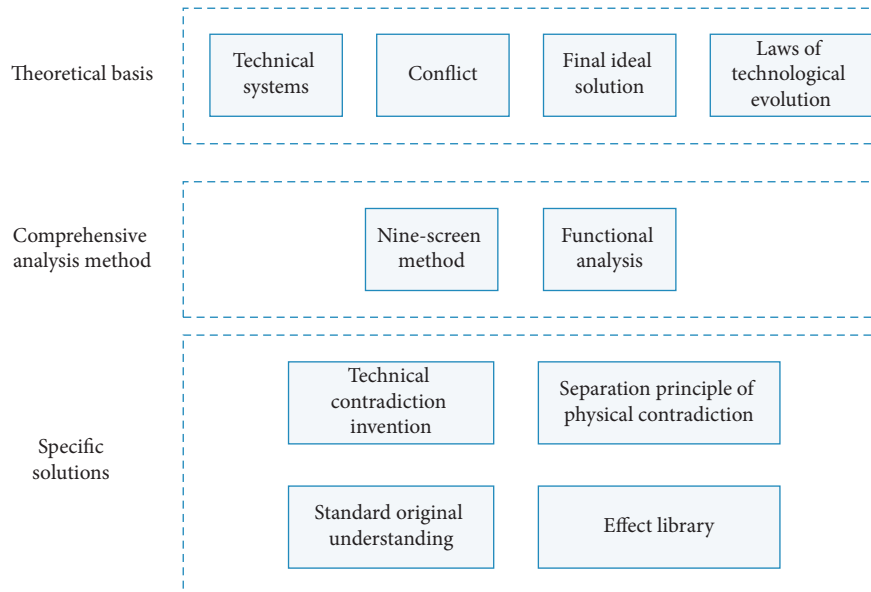 Theoretical basis
Technical
systems
Conflict
Final ideal
solution
Laws of
technological
evolution
Comprehensive
analysis method
Nine-screen
method
Functional
analysis
Specific
solutions
Technical
contradiction
invention
Separation principle of
physical contradiction
Standard original
understanding
Effect library